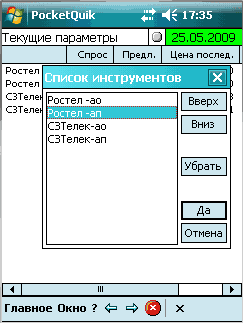 PocketQuik 17:35
Текущие параметры 25.05.2009
Спрос Предл. Цена послед.
Ростел
Ростел
СЗТелек
СЗТелек
Список инструментов
Ростел -ао
Ростел -ап
СЗТелек-ао
СЗТелек-ап
Вверх
Вниз
Убрать
Да
Отмена
Главное Окно ?